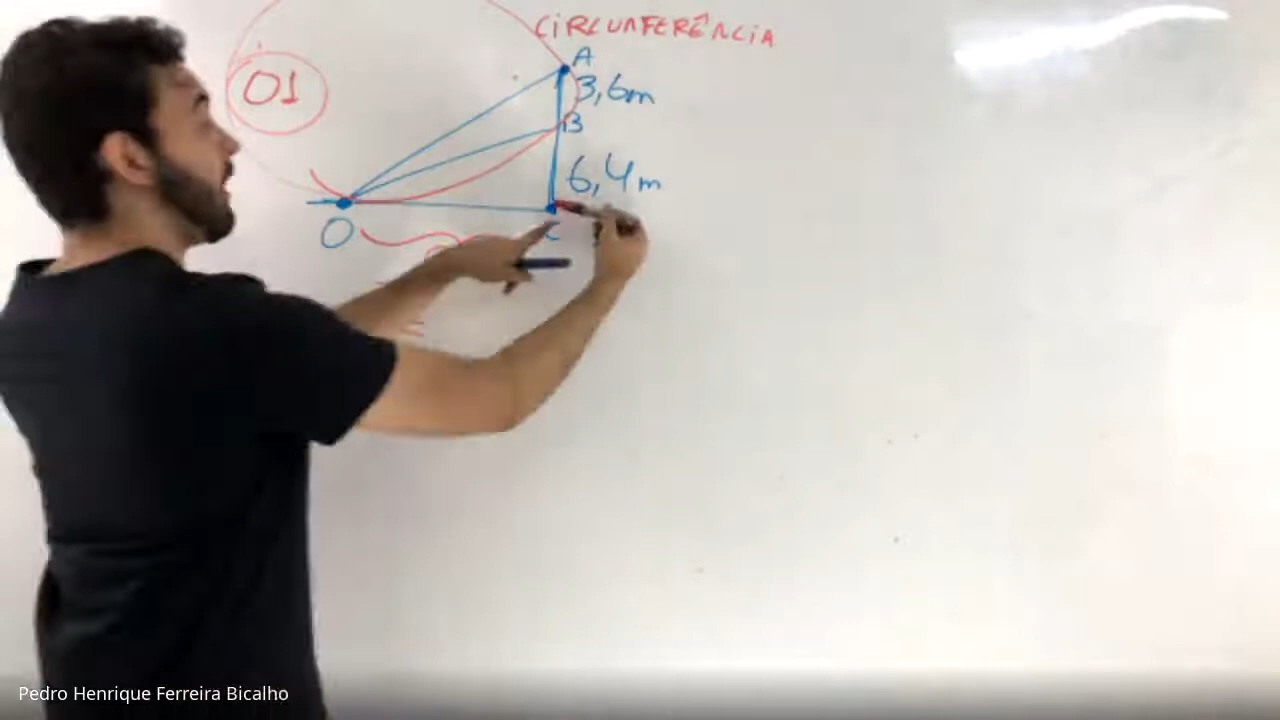 CIRCUNFERÊNCIA
01
A
3,6m
B
6,4m
O
C
Pedro Henrique Ferreira Bicalho